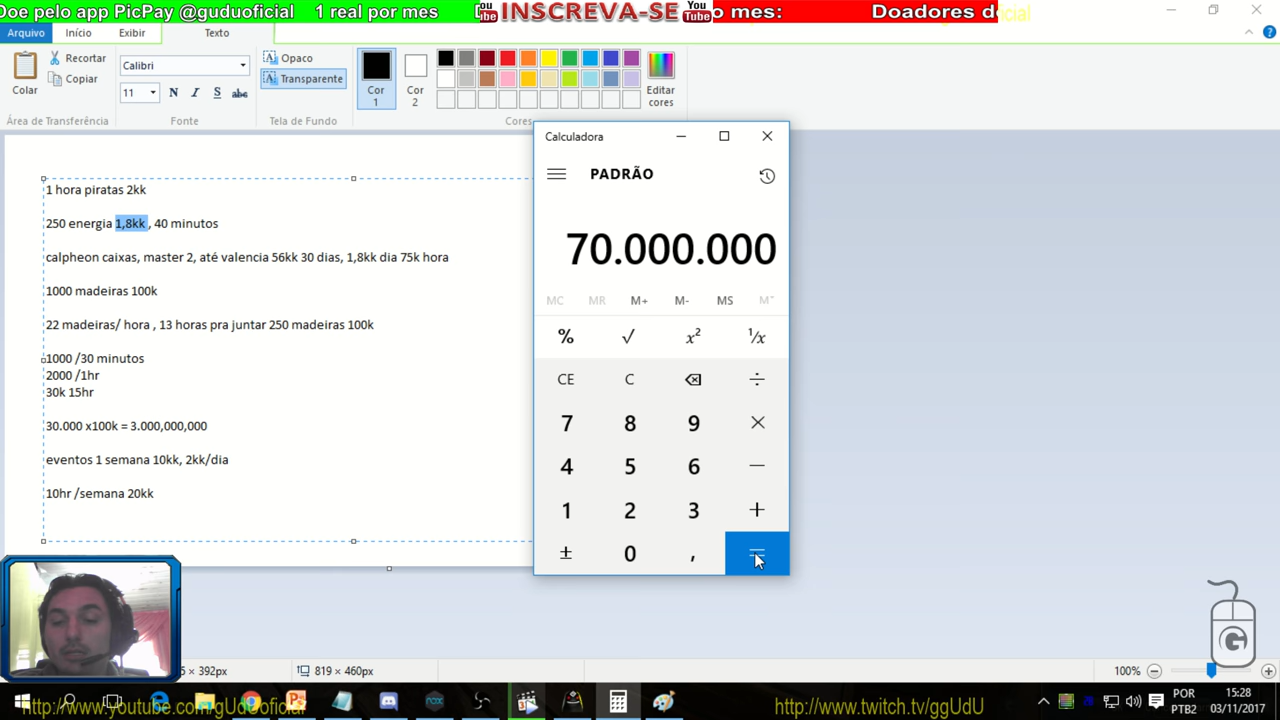 Doe pelo app PicPay @guduoficial 1 real por mes
You Tube INSCREVA-SE You Tube
o mes: Doadores d
cial
Arquivo Início Exibir Texto
Colar
Recortar
Copiar
Área de Transferência
Calibri
11 N I S abc
Fonte
Opaco
Transparente
Tela de Fundo
Cor 1
Cor 2
Editar cores
Cores
1 hora piratas 2kk
250 energia 1,8kk , 40 minutos
calpheon caixas, master 2, até valencia 56kk 30 dias, 1,8kk dia 75k hora
1000 madeiras 100k
22 madeiras/ hora , 13 horas pra juntar 250 madeiras 100k
1000 /30 minutos
2000 /1hr
30k 15hr
30.000 x100k = 3.000,000,000
eventos 1 semana 10kk, 2kk/dia
10hr /semana 20kk
Calculadora
PADRÃO
70.000.000
MC MR M+ M- MS M˅
% √ x² ¹/x
CE C ÷
7 8 9 ×
4 5 6 −
1 2 3 +
± 0 , =
G
× 392px
819 × 460px
100%
http://www.youtube.com/gUdUoficial
http://www.twitch.tv/ggUdU
POR
PTB2
15:28
03/11/2017